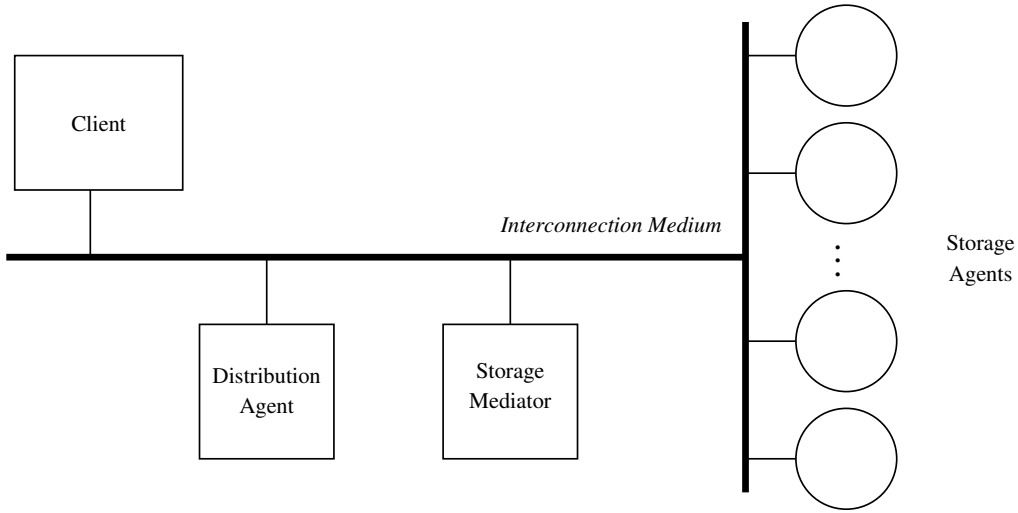 Client
Interconnection Medium
Storage
Agents
Distribution
Agent
Storage
Mediator